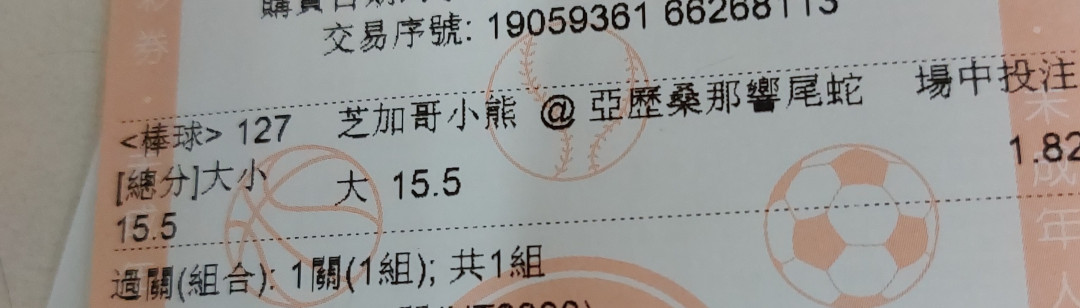 交易序號: 19059361 66268113
<棒球> 127 芝加哥小熊 @ 亞歷桑那響尾蛇 場中投注
[總分]大小 大 15.5 1.82
15.5
過關(組合): 1關(1組); 共1組